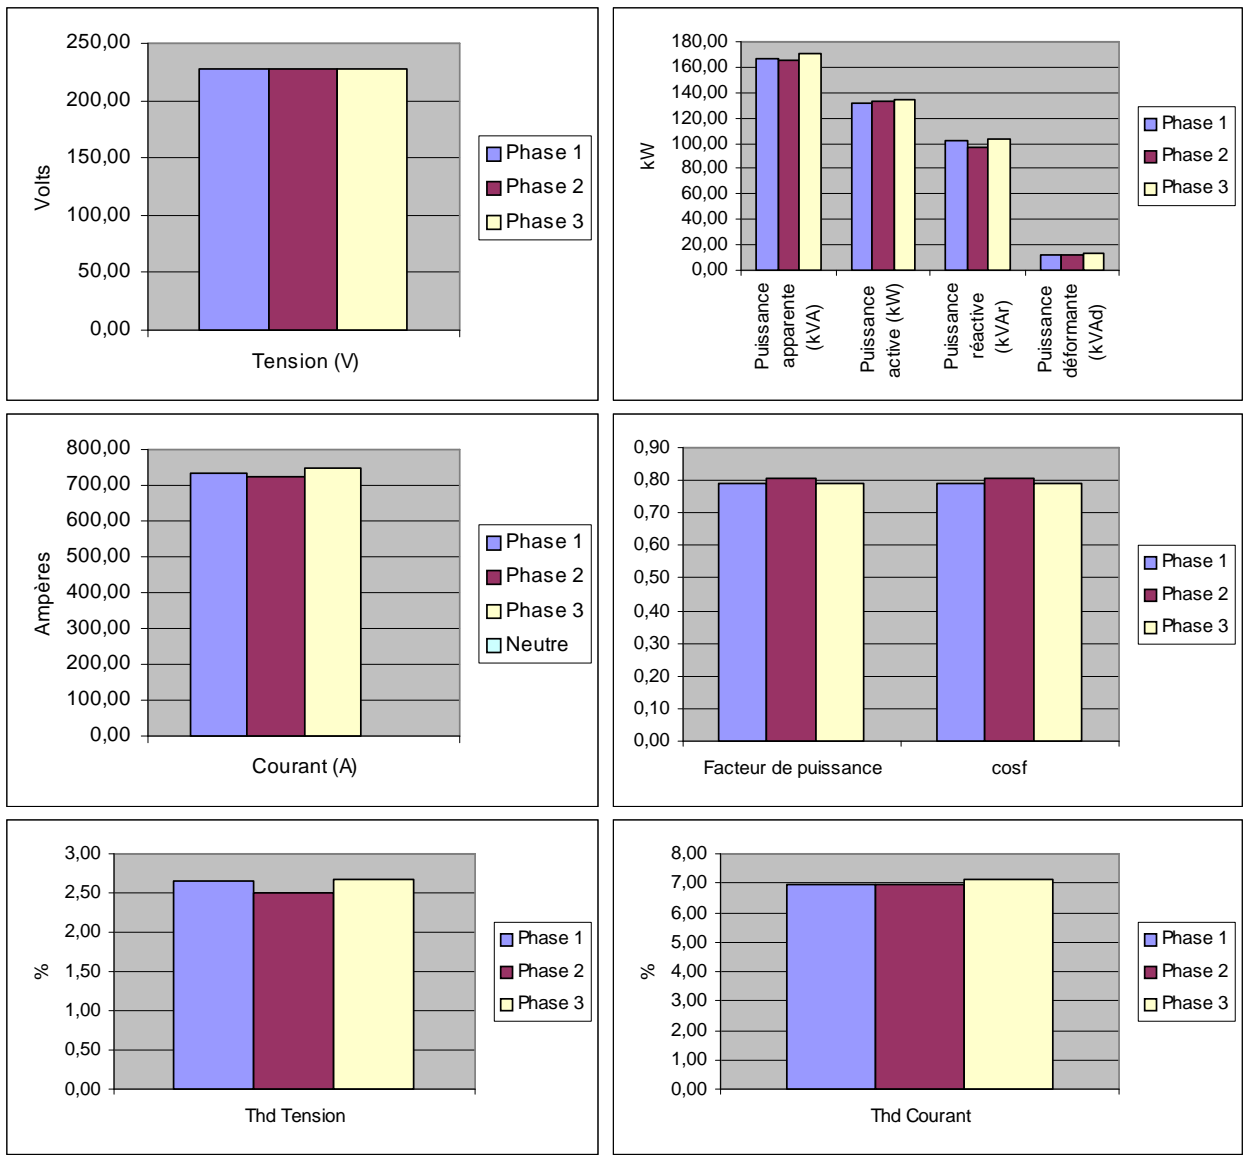 250,00
200,00
150,00
100,00
50,00
0,00
Volts
Tension (V)
Phase 1
Phase 2
Phase 3
180,00
160,00
140,00
120,00
100,00
80,00
60,00
40,00
20,00
0,00
kW
Puissance
apparente
(kVA)
Puissance
active (kW)
Puissance
réactive
(kVAr)
Puissance
déformante
(kVAd)
Phase 1
Phase 2
Phase 3
800,00
700,00
600,00
500,00
400,00
300,00
200,00
100,00
0,00
Ampères
Courant (A)
Phase 1
Phase 2
Phase 3
Neutre
0,90
0,80
0,70
0,60
0,50
0,40
0,30
0,20
0,10
0,00
Facteur de puissance
cosf
Phase 1
Phase 2
Phase 3
3,00
2,50
2,00
1,50
1,00
0,50
0,00
%
Thd Tension
Phase 1
Phase 2
Phase 3
8,00
7,00
6,00
5,00
4,00
3,00
2,00
1,00
0,00
%
Thd Courant
Phase 1
Phase 2
Phase 3